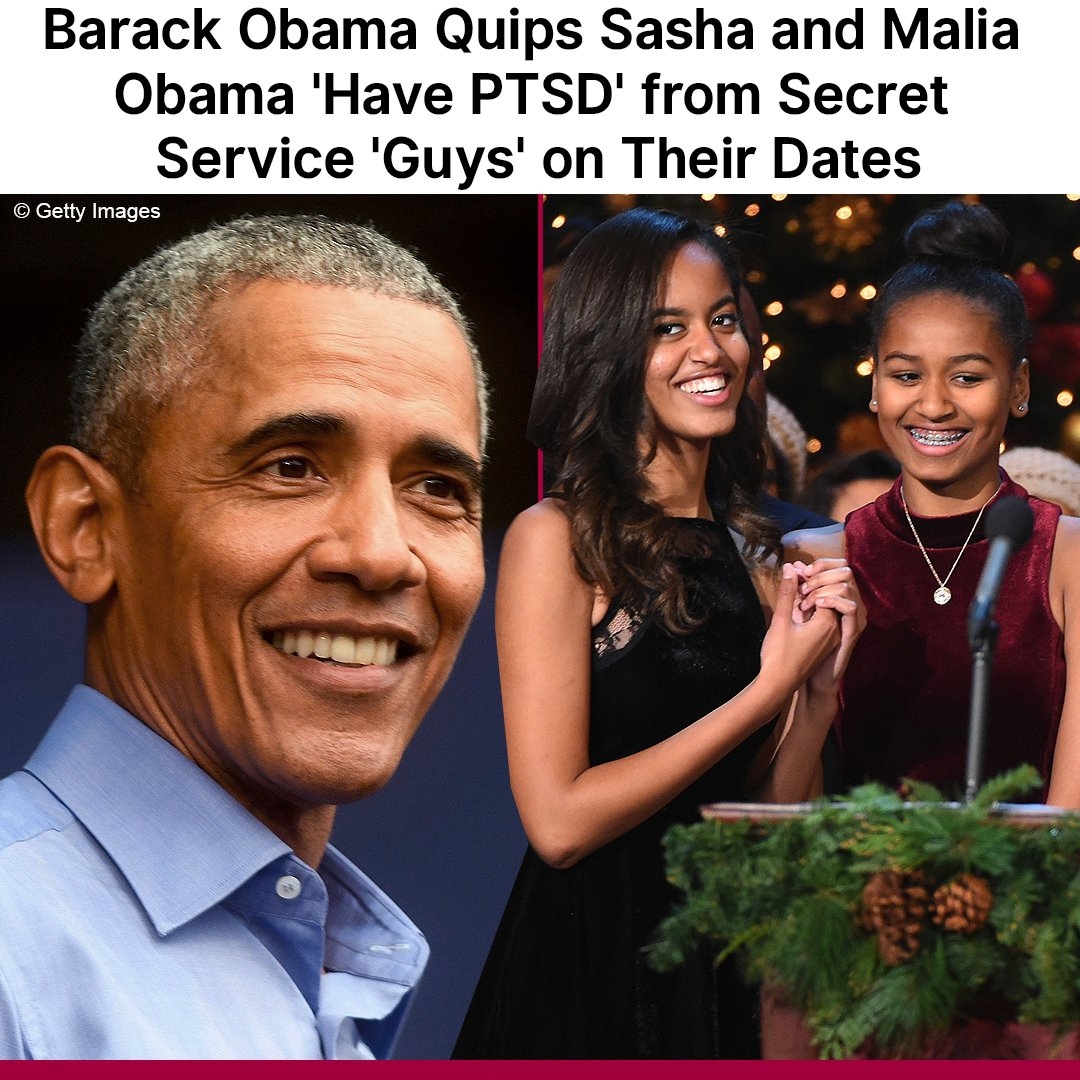 Barack Obama Quips Sasha and Malia
Obama 'Have PTSD' from Secret
Service 'Guys' on Their Dates
© Getty Images